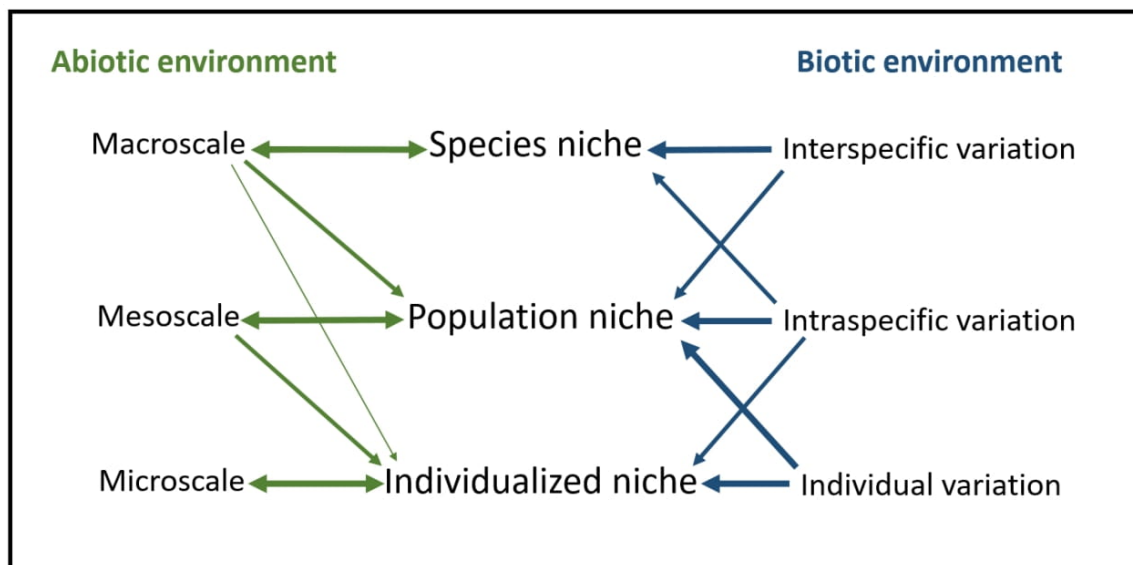 Abiotic environment
Biotic environment
Macroscale
Species niche
Interspecific variation
Mesoscale
Population niche
Intraspecific variation
Microscale
Individualized niche
Individual variation